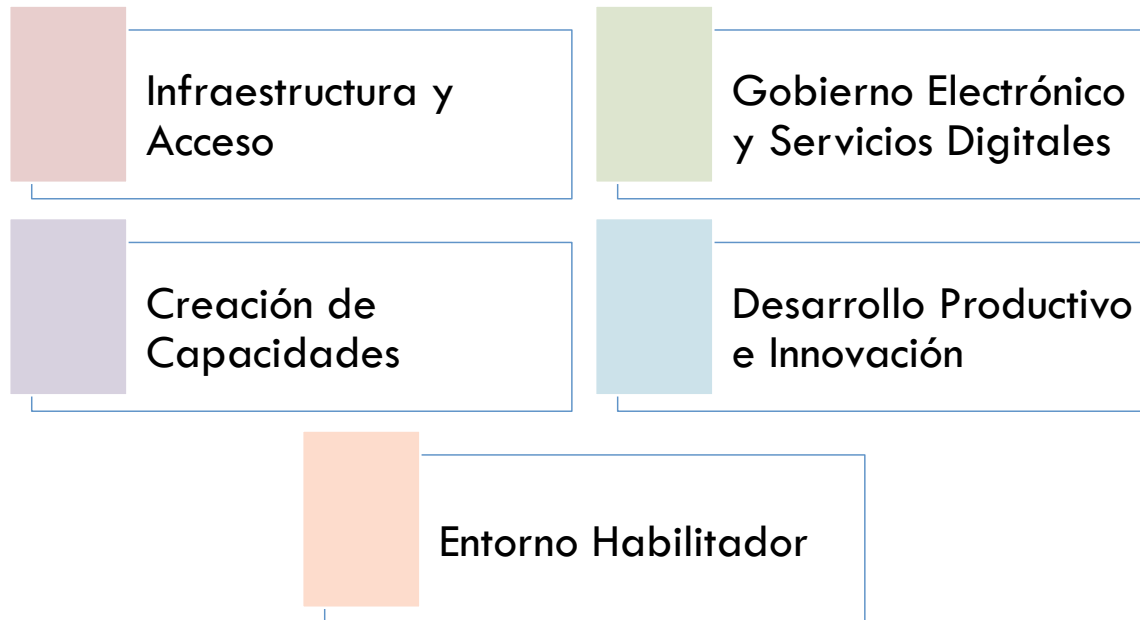 Infraestructura y
Acceso
Gobierno Electrónico
y Servicios Digitales
Creación de
Capacidades
Desarrollo Productivo
e Innovación
Entorno Habilitador